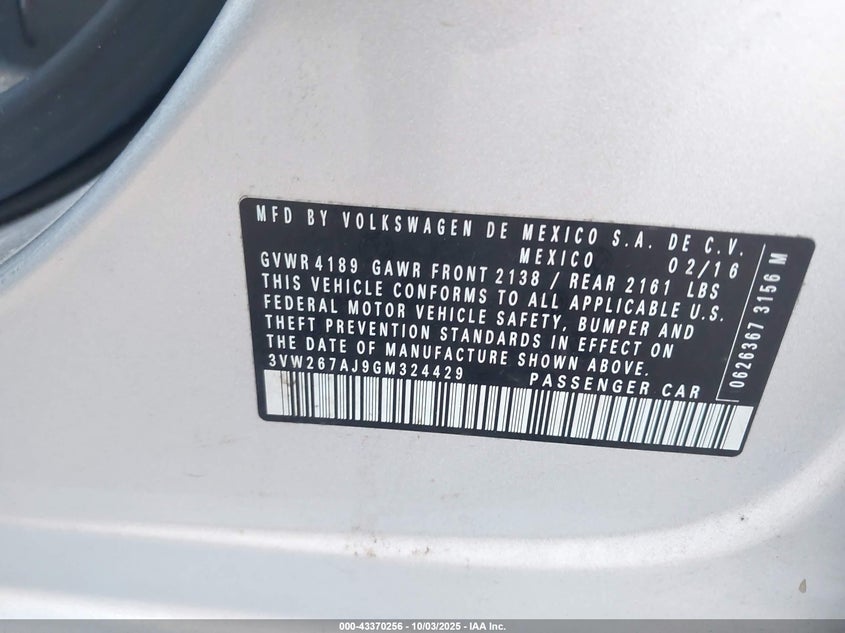 MFD BY VOLKSWAGEN DE MEXICO S.A. DE C.V.
MEXICO 02/16
GVWR 4189 GAWR FRONT 2138 / REAR 2161 LBS
THIS VEHICLE CONFORMS TO ALL APPLICABLE U.S.
FEDERAL MOTOR VEHICLE SAFETY, BUMPER AND
THEFT PREVENTION STANDARDS IN EFFECT ON
THE DATE OF MANUFACTURE SHOWN ABOVE.
3VW267AJ9GM324429 PASSENGER CAR
0626367 3156 M
000-43370256 - 10/03/2025 - IAA Inc.